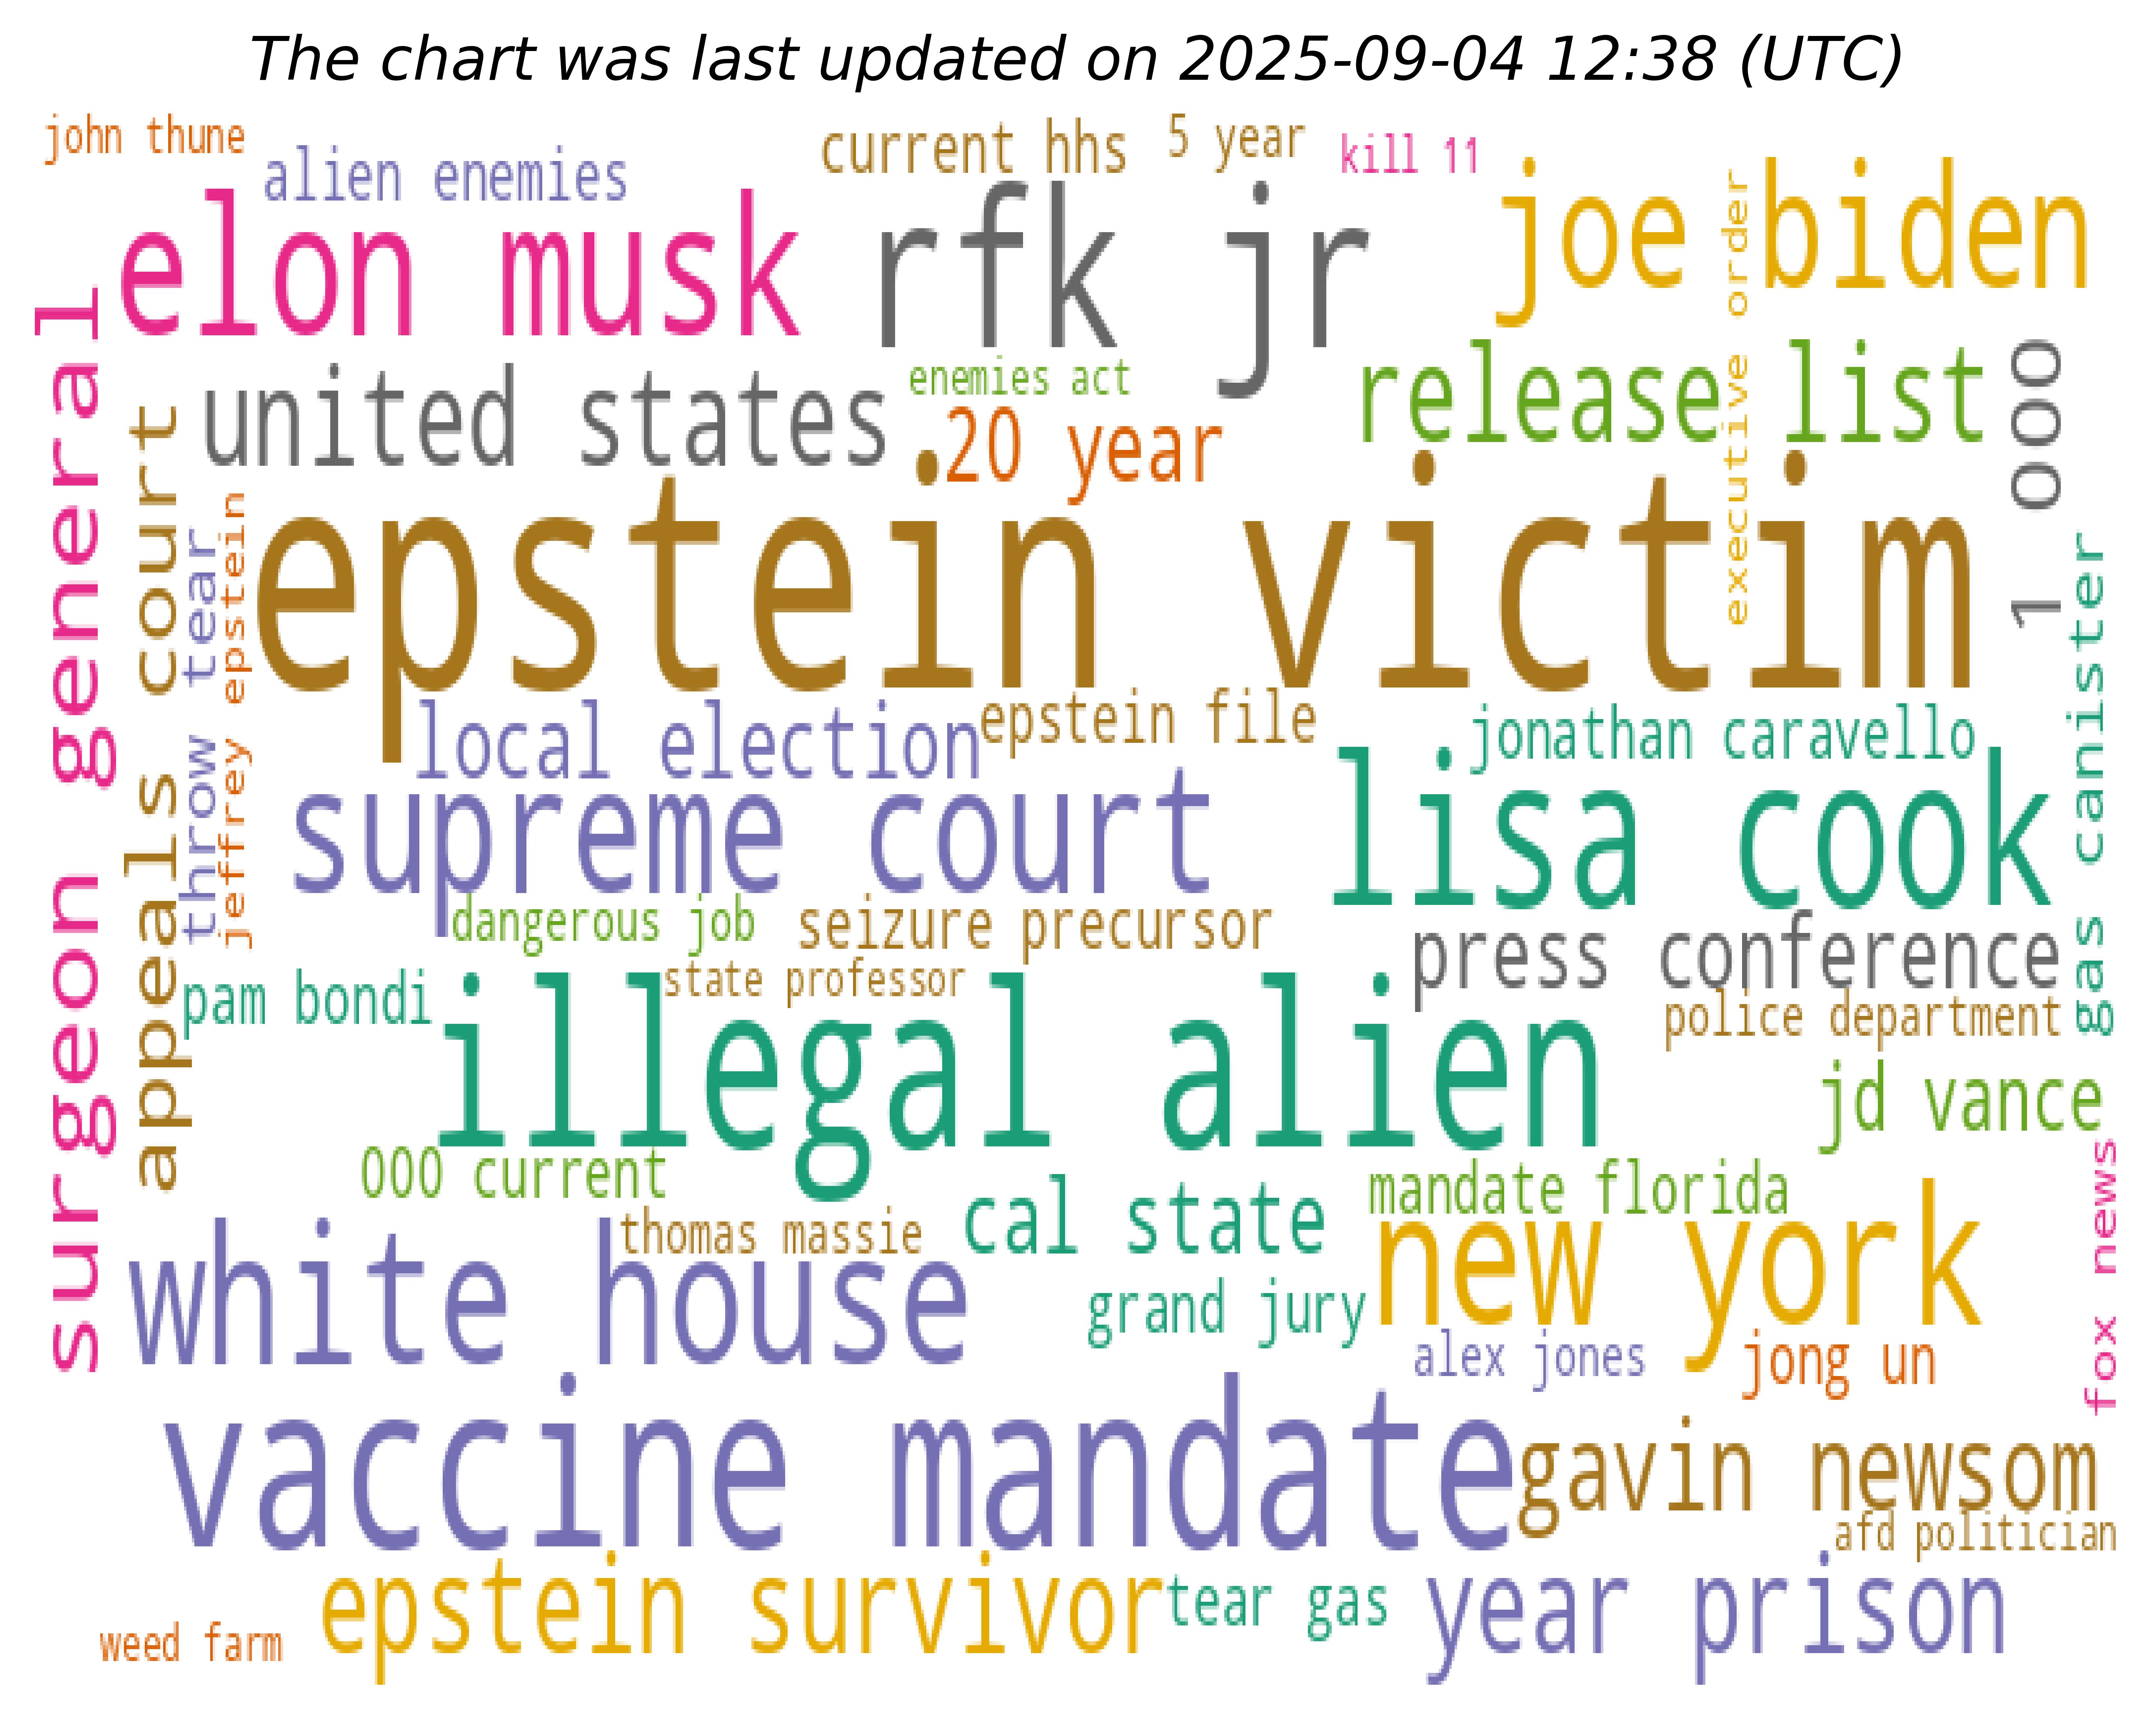 The chart was last updated on 2025-09-04 12:38 (UTC)
john thune
alien enemies
current hhs
5 year
kill 11
elon musk
rfk jr
joe biden
executive order
surgeon general
united states
enemies act
release list
1 000
20 year
appeals court
throw tear
jeffrey epstein
epstein victim
gas canister
local election
epstein file
jonathan caravello
supreme court
lisa cook
dangerous job
seizure precursor
press conference
pam bondi
state professor
illegal alien
police department
jd vance
000 current
mandate florida
thomas massie
cal state
new york
white house
grand jury
fox news
alex jones
jong un
vaccine mandate
gavin newsom
afd politician
epstein survivor
tear gas
year prison
weed farm